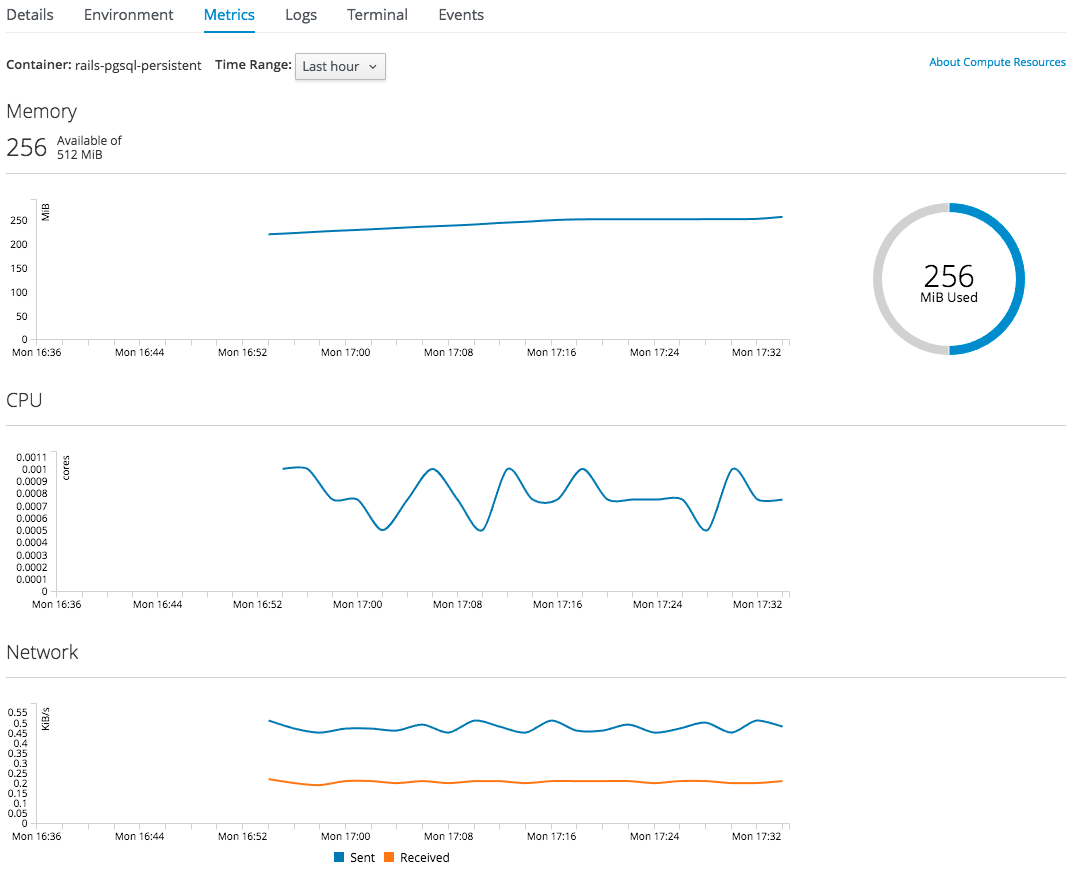 Details Environment Metrics Logs Terminal Events
Container: rails-pgsql-persistent Time Range: Last hour About Compute Resources
Memory
256 Available of
512 MiB
MiB
250
200
150
100
50
0
Mon 16:36 Mon 16:44 Mon 16:52 Mon 17:00 Mon 17:08 Mon 17:16 Mon 17:24 Mon 17:32
256
MiB Used
CPU
cores
0.0011
0.001
0.0009
0.0008
0.0007
0.0006
0.0005
0.0004
0.0003
0.0002
0.0001
0
Mon 16:36 Mon 16:44 Mon 16:52 Mon 17:00 Mon 17:08 Mon 17:16 Mon 17:24 Mon 17:32
Network
KiB/s
0.55
0.5
0.45
0.4
0.35
0.3
0.25
0.2
0.15
0.1
0.05
0
Mon 16:36 Mon 16:44 Mon 16:52 Mon 17:00 Mon 17:08 Mon 17:16 Mon 17:24 Mon 17:32
Sent Received